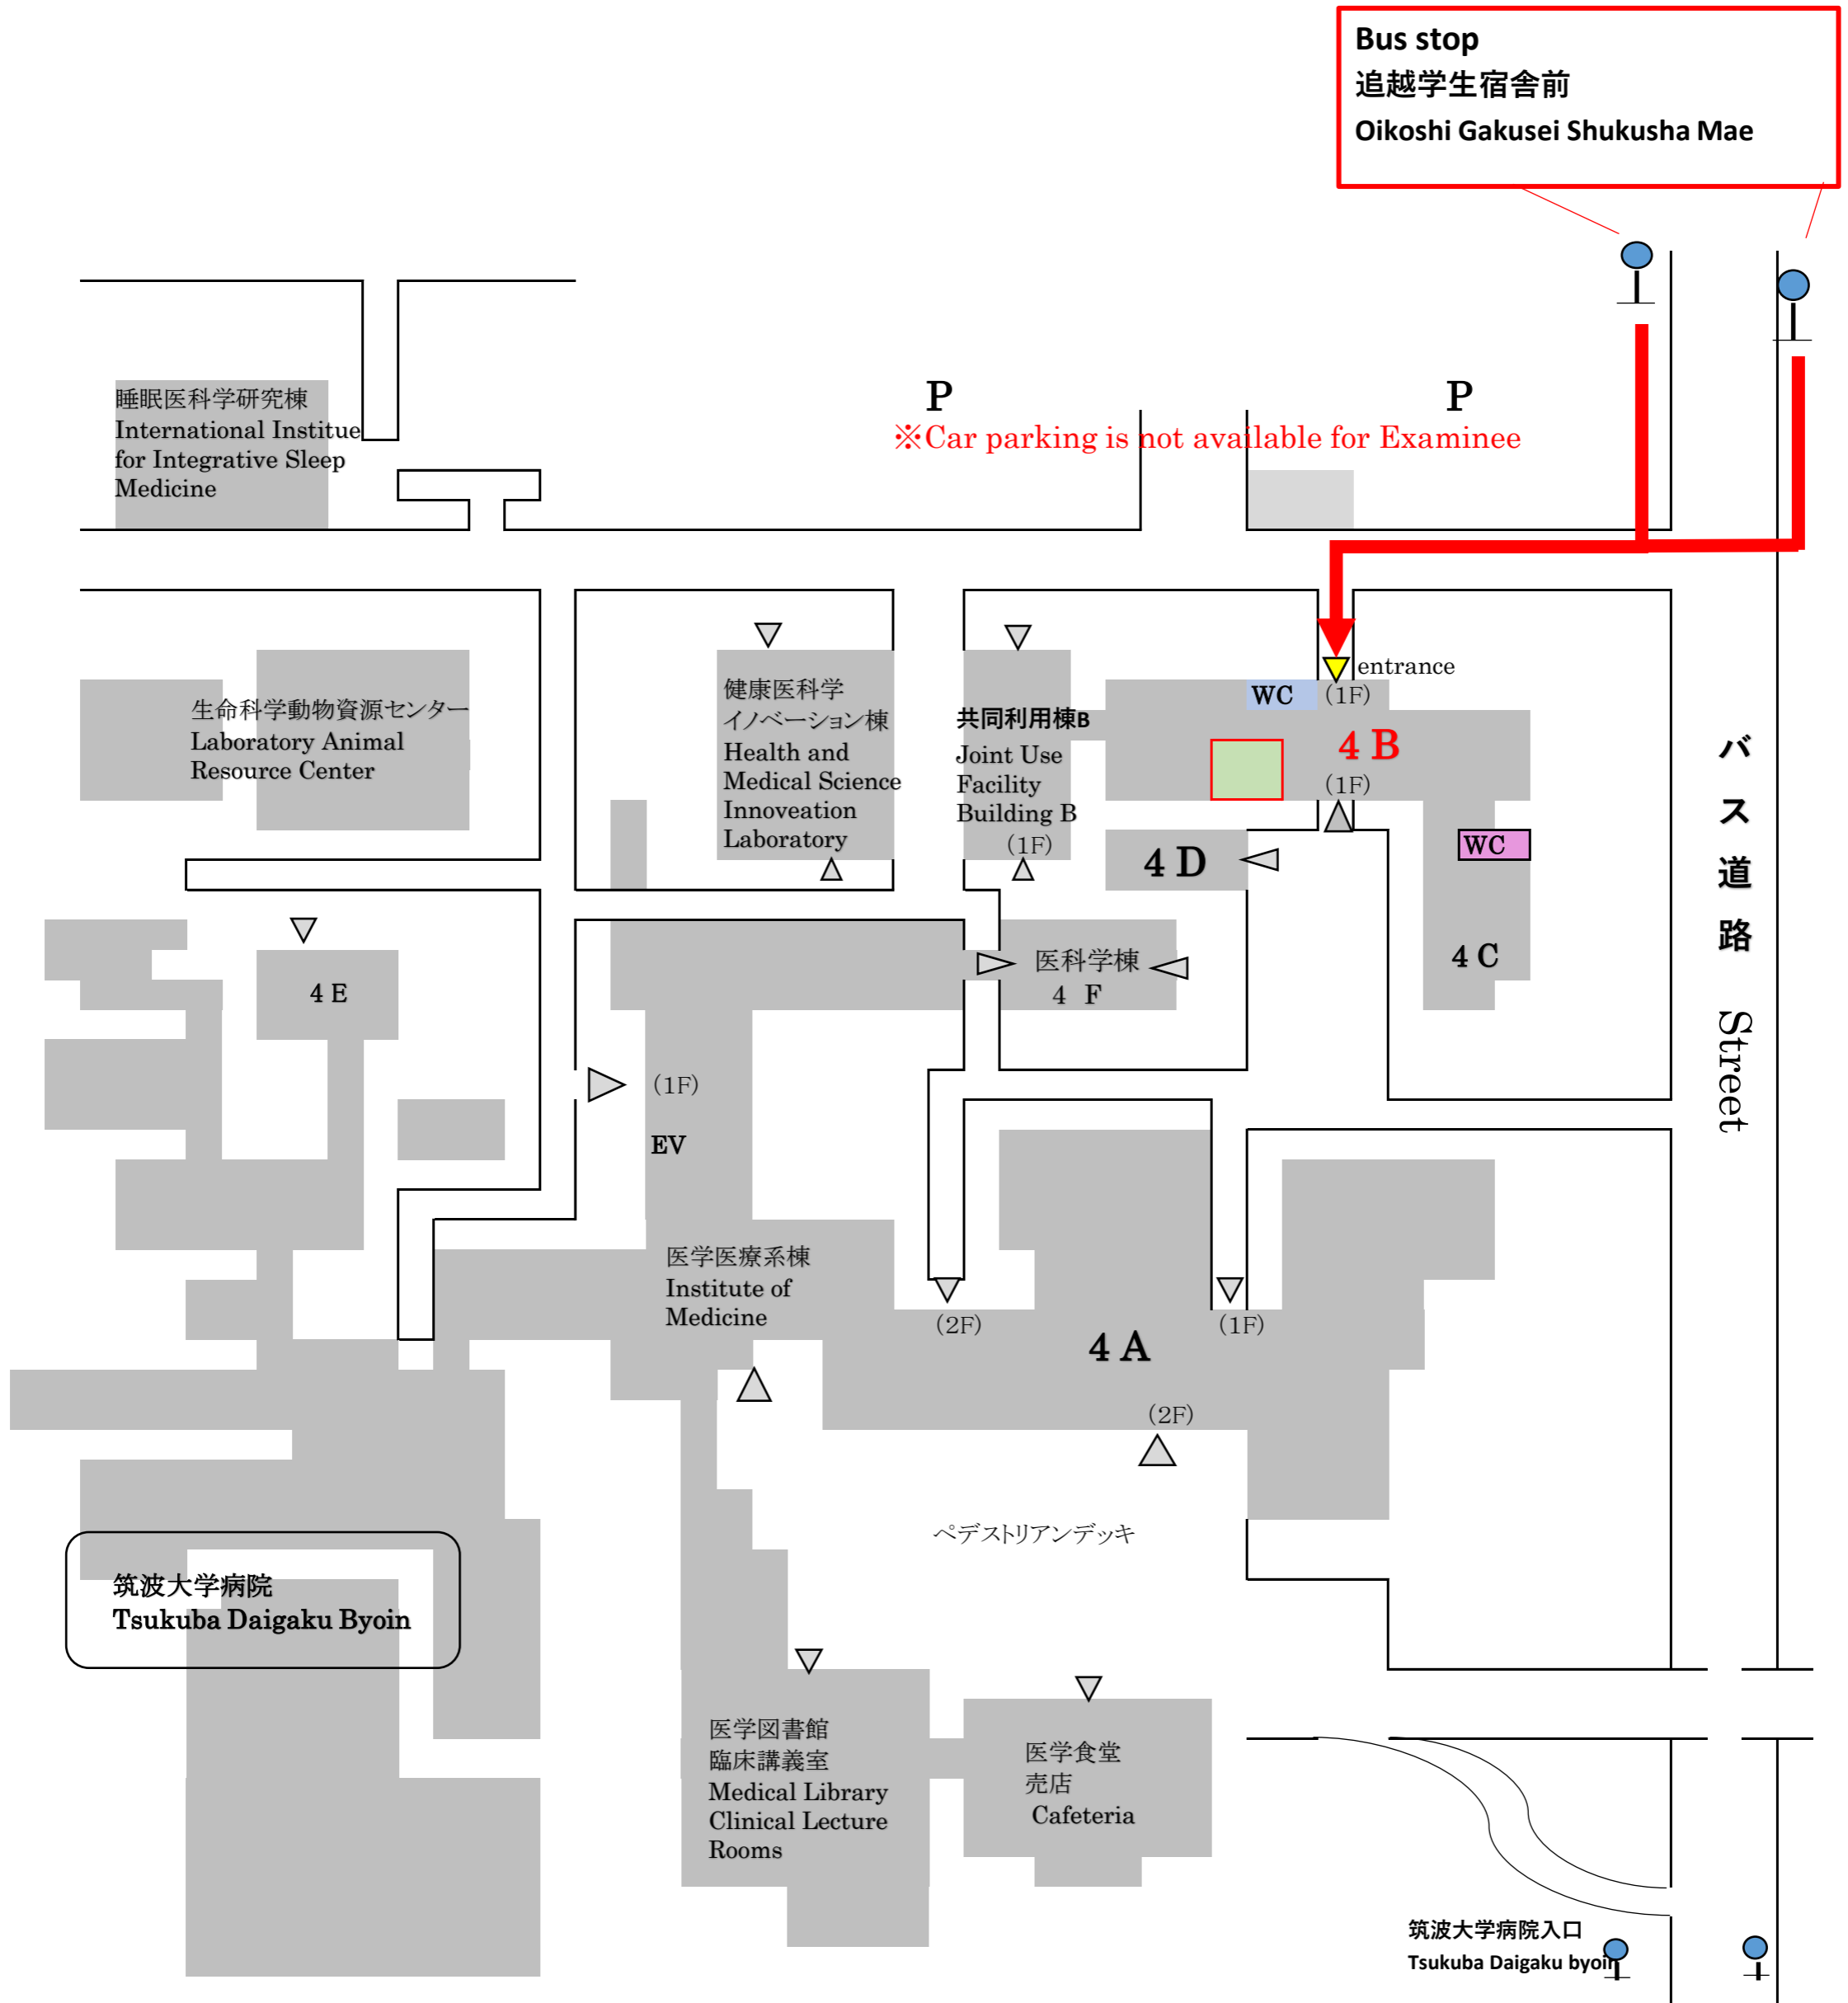 Bus stop
追越学生宿舎前
Oikoshi Gakusei Shukusha Mae
P
P
※Car parking is not available for Examinee
睡眠医科学研究棟
International Institue
for Integrative Sleep
Medicine
entrance
WC
(1F)
4 B
(1F)
生命科学動物資源センター
Laboratory Animal
Resource Center
健康医科学
イノベーション棟
Health and
Medical Science
Innoveation
Laboratory
共同利用棟B
Joint Use
Facility
Building B
(1F)
4 D
WC
4 C
バス道路 Street
4 E
医科学棟
4 F
(1F)
EV
医学医療系棟
Institute of
Medicine
(2F)
(1F)
4 A
(2F)
ペデストリアンデッキ
筑波大学病院
Tsukuba Daigaku Byoin
医学図書館
臨床講義室
Medical Library
Clinical Lecture
Rooms
医学食堂
売店
Cafeteria
筑波大学病院入口
Tsukuba Daigaku byoin